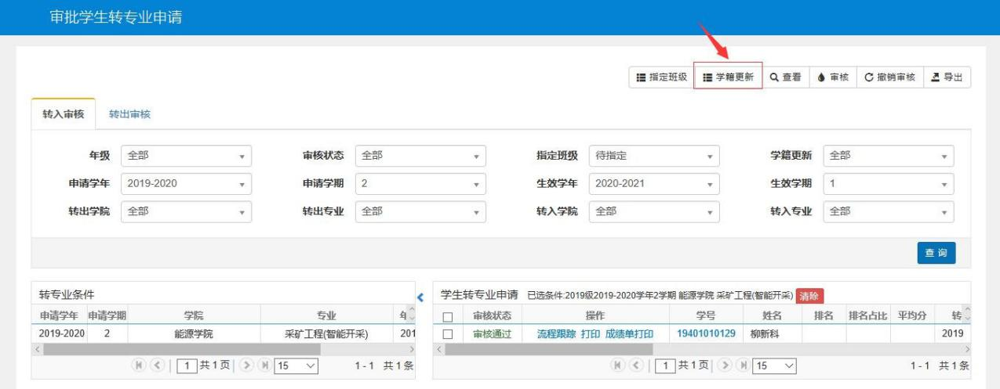 审批学生转专业申请
指定班级 学籍更新 查看 审核 撤销审核 导出
转入审核 转出审核
年级 全部 审核状态 全部 指定班级 待指定 学籍更新 全部
申请学年 2019-2020 申请学期 2 生效学年 2020-2021 生效学期 1
转出学院 全部 转出专业 全部 转入学院 全部 转入专业 全部
查 询
转专业条件
申请学年 申请学期 学院 专业
2019-2020 2 能源学院 采矿工程(智能开采) 201
1 共1页 15 1-1 共1条
学生转专业申请 已选条件:2019级2019-2020学年2学期 能源学院 采矿工程(智能开采) 清除
审核状态 操作 学号 姓名 排名 排名占比 平均分 转
审核通过 流程跟踪 打印 成绩单打印 19401010129 柳新科 2019
1 共1页 15 1-1 共1条